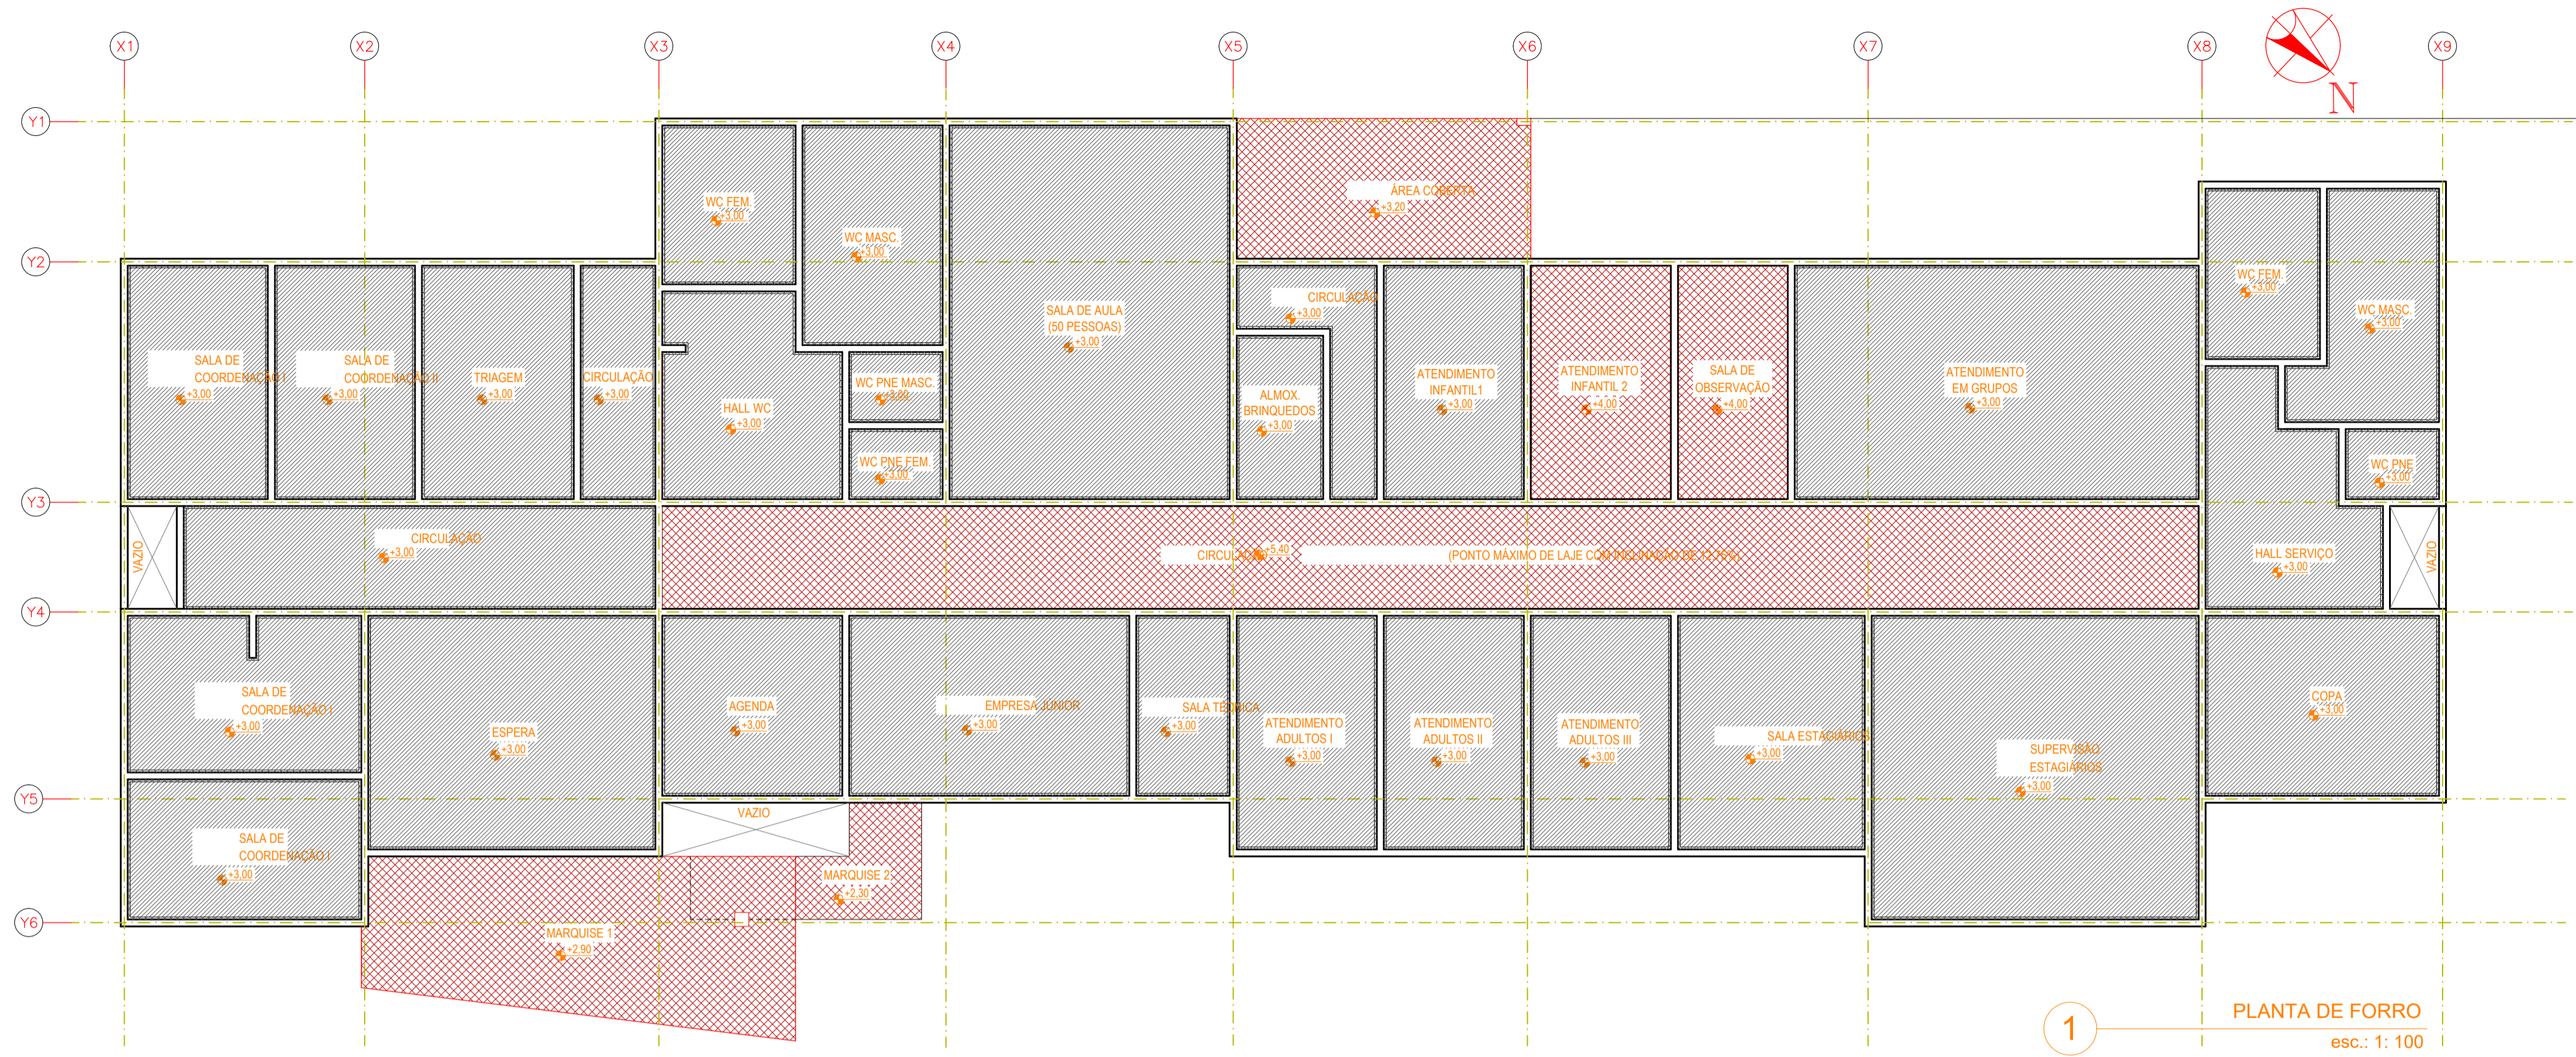 X1
X2
X3
X4
X5
X6
X7
X8
X9
N
Y1
Y2
Y3
Y4
Y5
Y6
WC FEM.
+3,00
WC MASC.
+3,00
SALA DE AULA
(50 PESSOAS)
+3,00
ÁREA COBERTA
+3,20
SALA DE
COORDENAÇÃO I
+3,00
SALA DE
COORDENAÇÃO II
+3,00
TRIAGEM
+3,00
CIRCULAÇÃO
+3,00
HALL WC
+3,00
WC PNE MASC.
+3,00
WC PNE FEM.
+3,00
CIRCULAÇÃO
+3,00
ALMOX.
BRINQUEDOS
+3,00
ATENDIMENTO
INFANTIL1
+3,00
ATENDIMENTO
INFANTIL 2
+4,00
SALA DE
OBSERVAÇÃO
+4,00
ATENDIMENTO
EM GRUPOS
+3,00
WC FEM.
+3,00
WC MASC.
+3,00
WC PNE
+3,00
VAZIO
CIRCULAÇÃO
+3,00
CIRCULAÇÃO
+5,40
(PONTO MÁXIMO DE LAJE COM INCLINAÇÃO DE 12,75%)
HALL SERVIÇO
+3,00
VAZIO
SALA DE
COORDENAÇÃO I
+3,00
ESPERA
+3,00
AGENDA
+3,00
EMPRESA JÚNIOR
+3,00
SALA TEÓRICA
+3,00
ATENDIMENTO
ADULTOS I
+3,00
ATENDIMENTO
ADULTOS II
+3,00
ATENDIMENTO
ADULTOS III
+3,00
SALA ESTAGIÁRIOS
+3,00
SUPERVISÃO
ESTAGIÁRIOS
+3,00
COPA
+3,00
SALA DE
COORDENAÇÃO I
+3,00
VAZIO
MARQUISE 2
+2,30
MARQUISE 1
+2,90
1
PLANTA DE FORRO
esc.: 1: 100